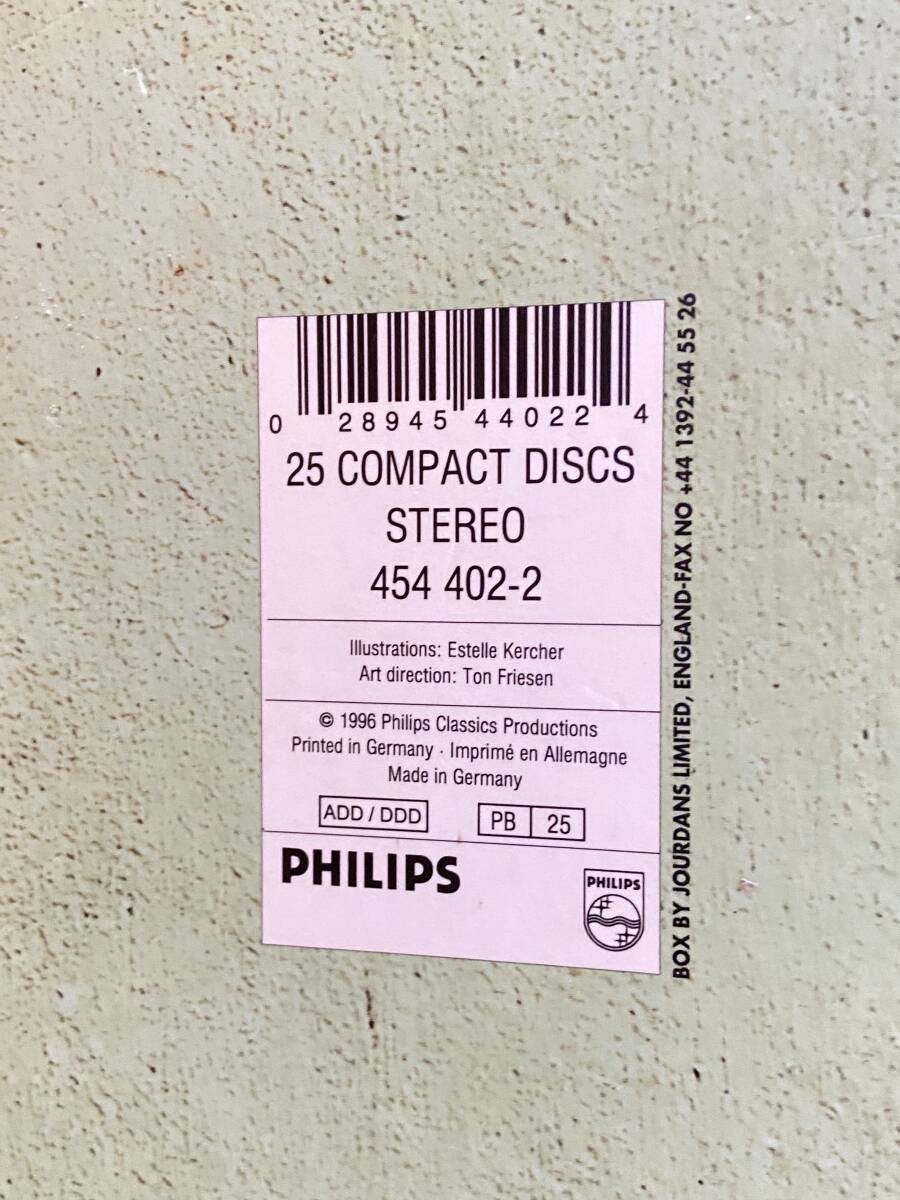 0 28945 44022 4
25 COMPACT DISCS
STEREO
454 402-2
Illustrations: Estelle Kercher
Art direction: Ton Friesen
© 1996 Philips Classics Productions
Printed in Germany · Imprimé en Allemagne
Made in Germany
ADD / DDD PB 25
PHILIPS
PHILIPS
BOX BY JOURDANS LIMITED, ENGLAND-FAX NO +44 1392-44 55 26